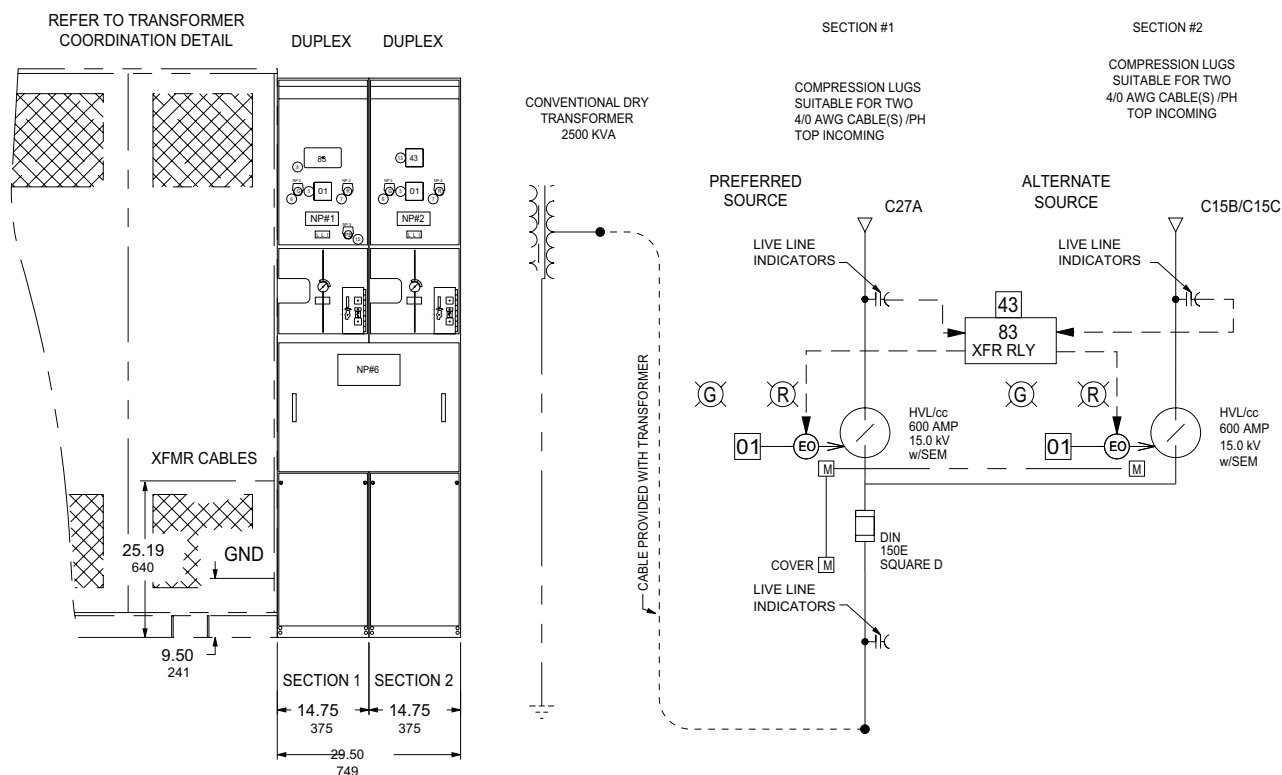 REFER TO TRANSFORMER
COORDINATION DETAIL
DUPLEX
DUPLEX
83
43
01
01
NP#1
NP#2
NP#6
XFMR CABLES
25.19
640
GND
9.50
241
SECTION 1
SECTION 2
14.75
375
14.75
375
29.50
749
CONVENTIONAL DRY
TRANSFORMER
2500 KVA
CABLE PROVIDED WITH TRANSFORMER
SECTION #1
COMPRESSION LUGS
SUITABLE FOR TWO
4/0 AWG CABLE(S) /PH
TOP INCOMING
SECTION #2
COMPRESSION LUGS
SUITABLE FOR TWO
4/0 AWG CABLE(S) /PH
TOP INCOMING
PREFERRED
SOURCE
C27A
ALTERNATE
SOURCE
C15B/C15C
LIVE LINE
INDICATORS
LIVE LINE
INDICATORS
43
83
XFR RLY
G
R
G
R
01
EO
HVL/cc
600 AMP
15.0 kV
w/SEM
01
EO
HVL/cc
600 AMP
15.0 kV
w/SEM
M
M
DIN
150E
SQUARE D
COVER
M
LIVE LINE
INDICATORS